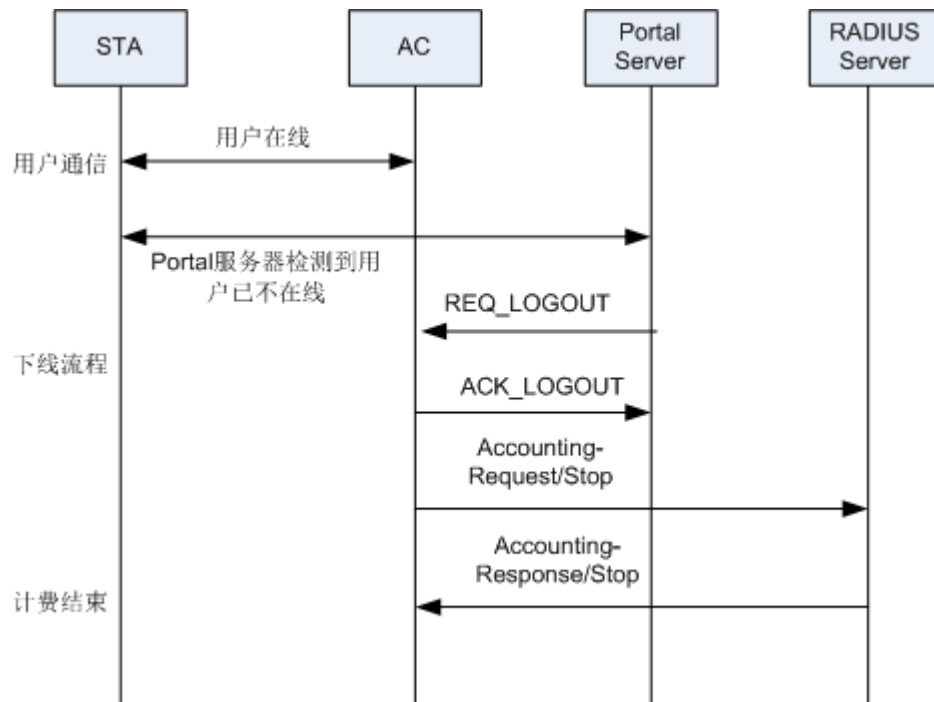 STA
AC
Portal
Server
RADIUS
Server
用户在线
用户通信
Portal服务器检测到用
户已不在线
REQ_LOGOUT
下线流程
ACK_LOGOUT
Accounting-
Request/Stop
Accounting-
Response/Stop
计费结束